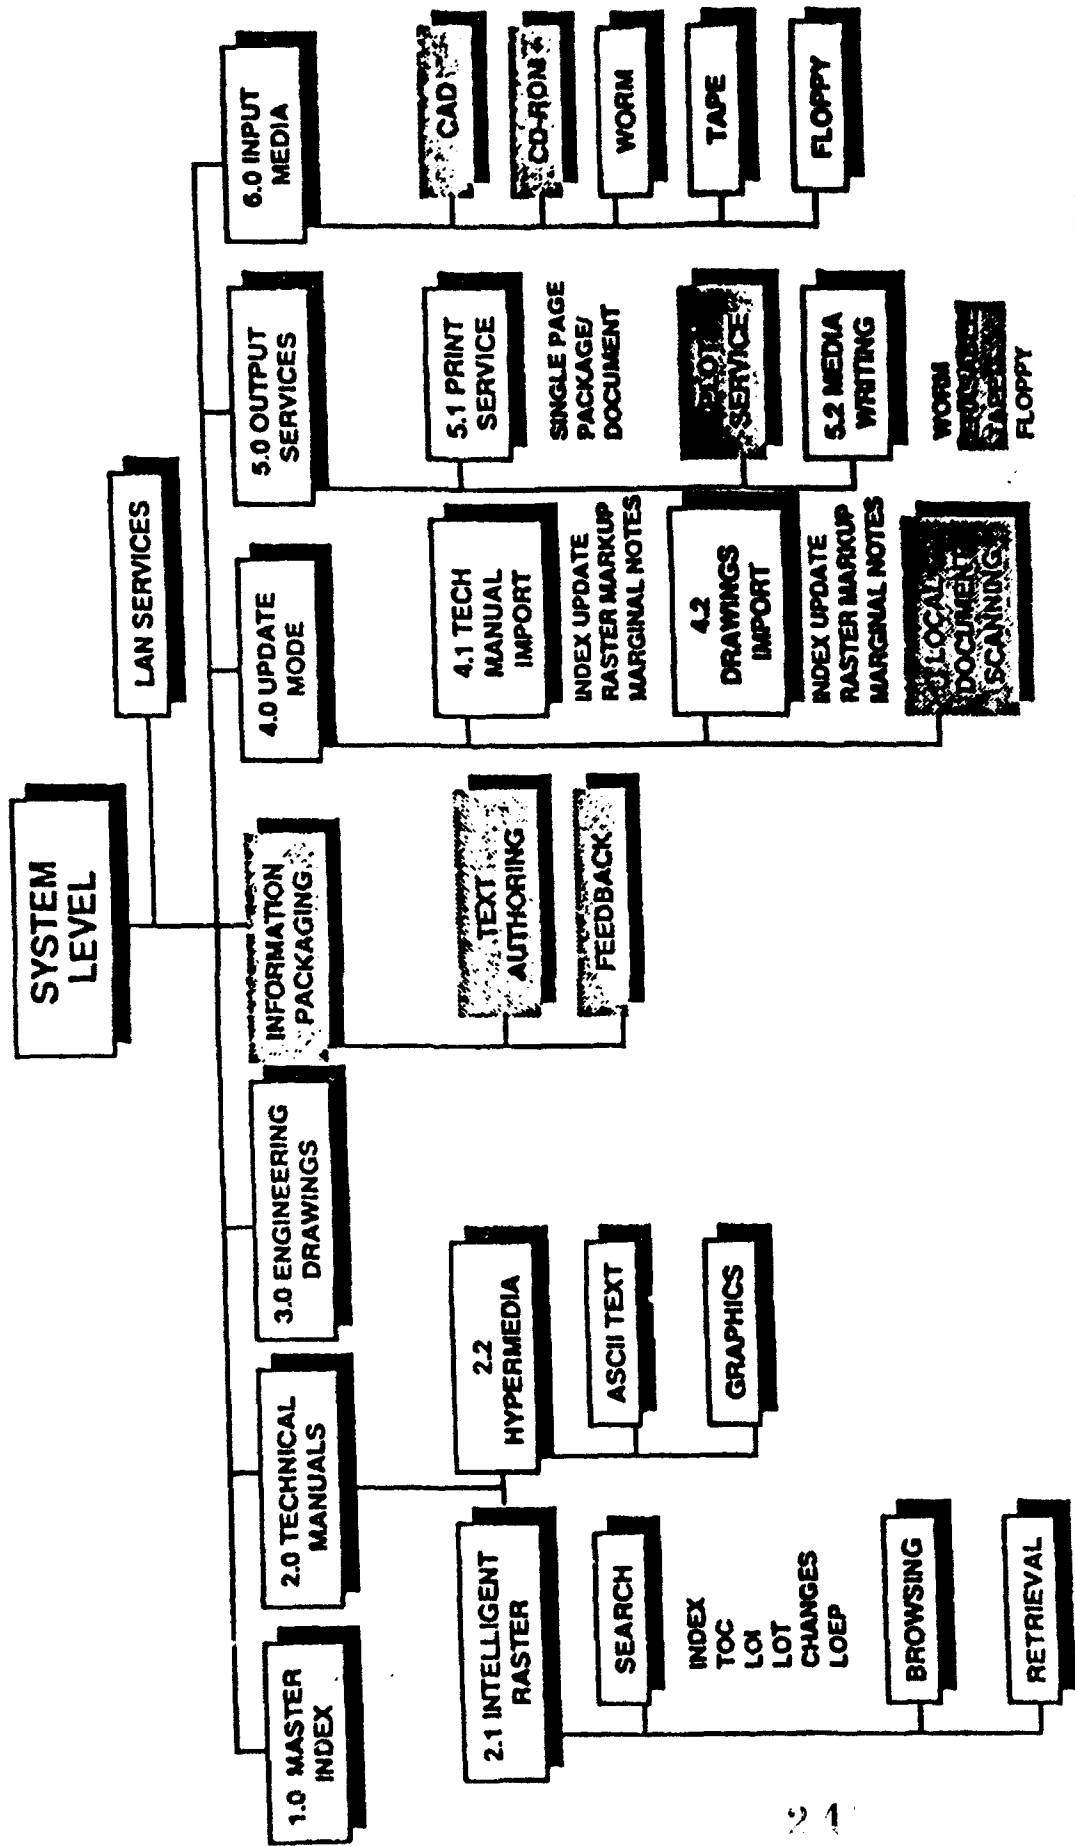 SYSTEM
LEVEL
LAN SERVICES
1.0 MASTER
INDEX
2.0 TECHNICAL
MANUALS
3.0 ENGINEERING
DRAWINGS
INFORMATION
PACKAGING
4.0 UPDATE
MODE
5.0 OUTPUT
SERVICES
6.0 INPUT
MEDIA
2.1 INTELLIGENT
RASTER
SEARCH
INDEX
TOC
LOI
LOT
CHANGES
LOEP
BROWSING
RETRIEVAL
2.2
HYPERMEDIA
ASCII TEXT
GRAPHICS
TEXT
AUTHORING
FEEDBACK
4.1 TECH
MANUAL
IMPORT
INDEX UPDATE
RASTER MARKUP
MARGINAL NOTES
4.2
DRAWINGS
IMPORT
INDEX UPDATE
RASTER MARKUP
MARGINAL NOTES
LOCAL
DOCUMENT
SCANNING
5.1 PRINT
SERVICE
SINGLE PAGE
PACKAGE/
DOCUMENT
PLOT
SERVICE
5.2 MEDIA
WRITING
WORM
FLOPPY
CAD
CD-ROM
WORM
TAPE
FLOPPY